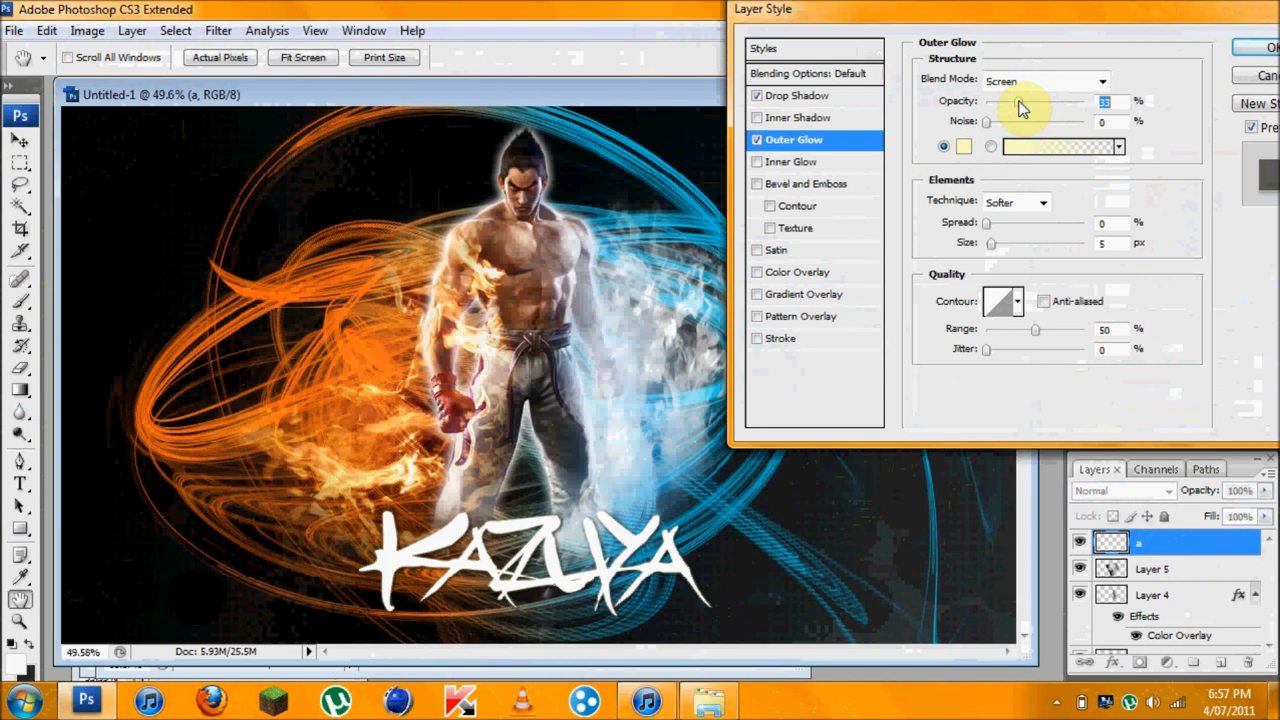 Adobe Photoshop CS3 Extended
File Edit Image Layer Select Filter Analysis View Window Help
Scroll All Windows Actual Pixels Fit Screen Print Size
Ps
Untitled-1 @ 49.6% (a, RGB/8)
KAZUYA
49.58% Doc: 5.93M/25.5M
Layer Style
Styles
Blending Options: Default
Drop Shadow
Inner Shadow
Outer Glow
Inner Glow
Bevel and Emboss
Contour
Texture
Satin
Color Overlay
Gradient Overlay
Pattern Overlay
Stroke
Outer Glow
Structure
Blend Mode: Screen
Opacity: 33 %
Noise: 0 %
Elements
Technique: Softer
Spread: 0 %
Size: 5 px
Quality
Contour: Anti-aliased
Range: 50 %
Jitter: 0 %
New
Layers × Channels Paths
Normal Opacity: 100%
Lock: Fill: 100%
a
Layer 5
Layer 4 fx
Effects
Color Overlay
Ps
6:57 PM
4/07/2011